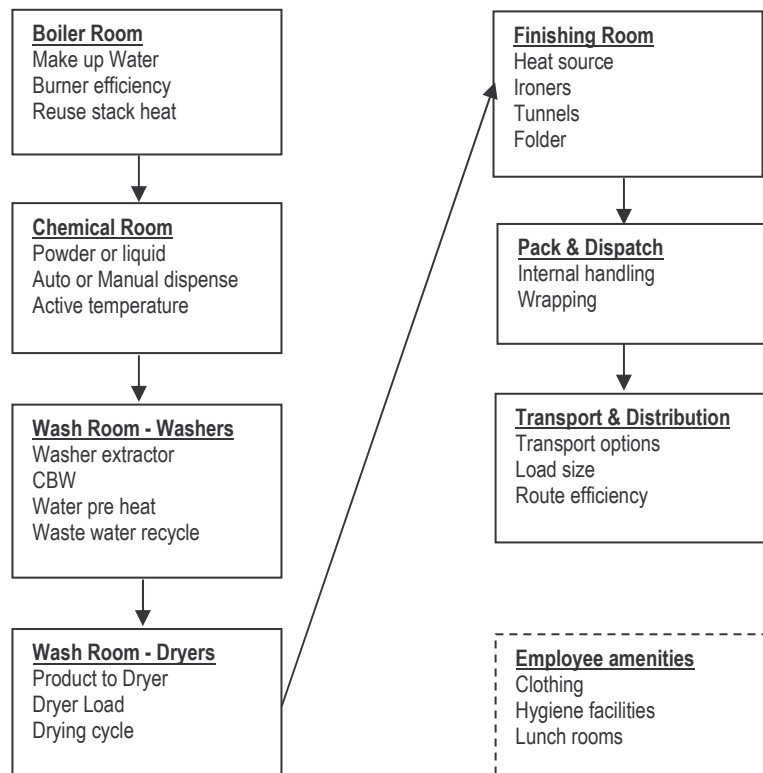 Boiler Room
Make up Water
Burner efficiency
Reuse stack heat
Chemical Room
Powder or liquid
Auto or Manual dispense
Active temperature
Wash Room - Washers
Washer extractor
CBW
Water pre heat
Waste water recycle
Wash Room - Dryers
Product to Dryer
Dryer Load
Drying cycle
Finishing Room
Heat source
Ironers
Tunnels
Folder
Pack & Dispatch
Internal handling
Wrapping
Transport & Distribution
Transport options
Load size
Route efficiency
Employee amenities
Clothing
Hygiene facilities
Lunch rooms